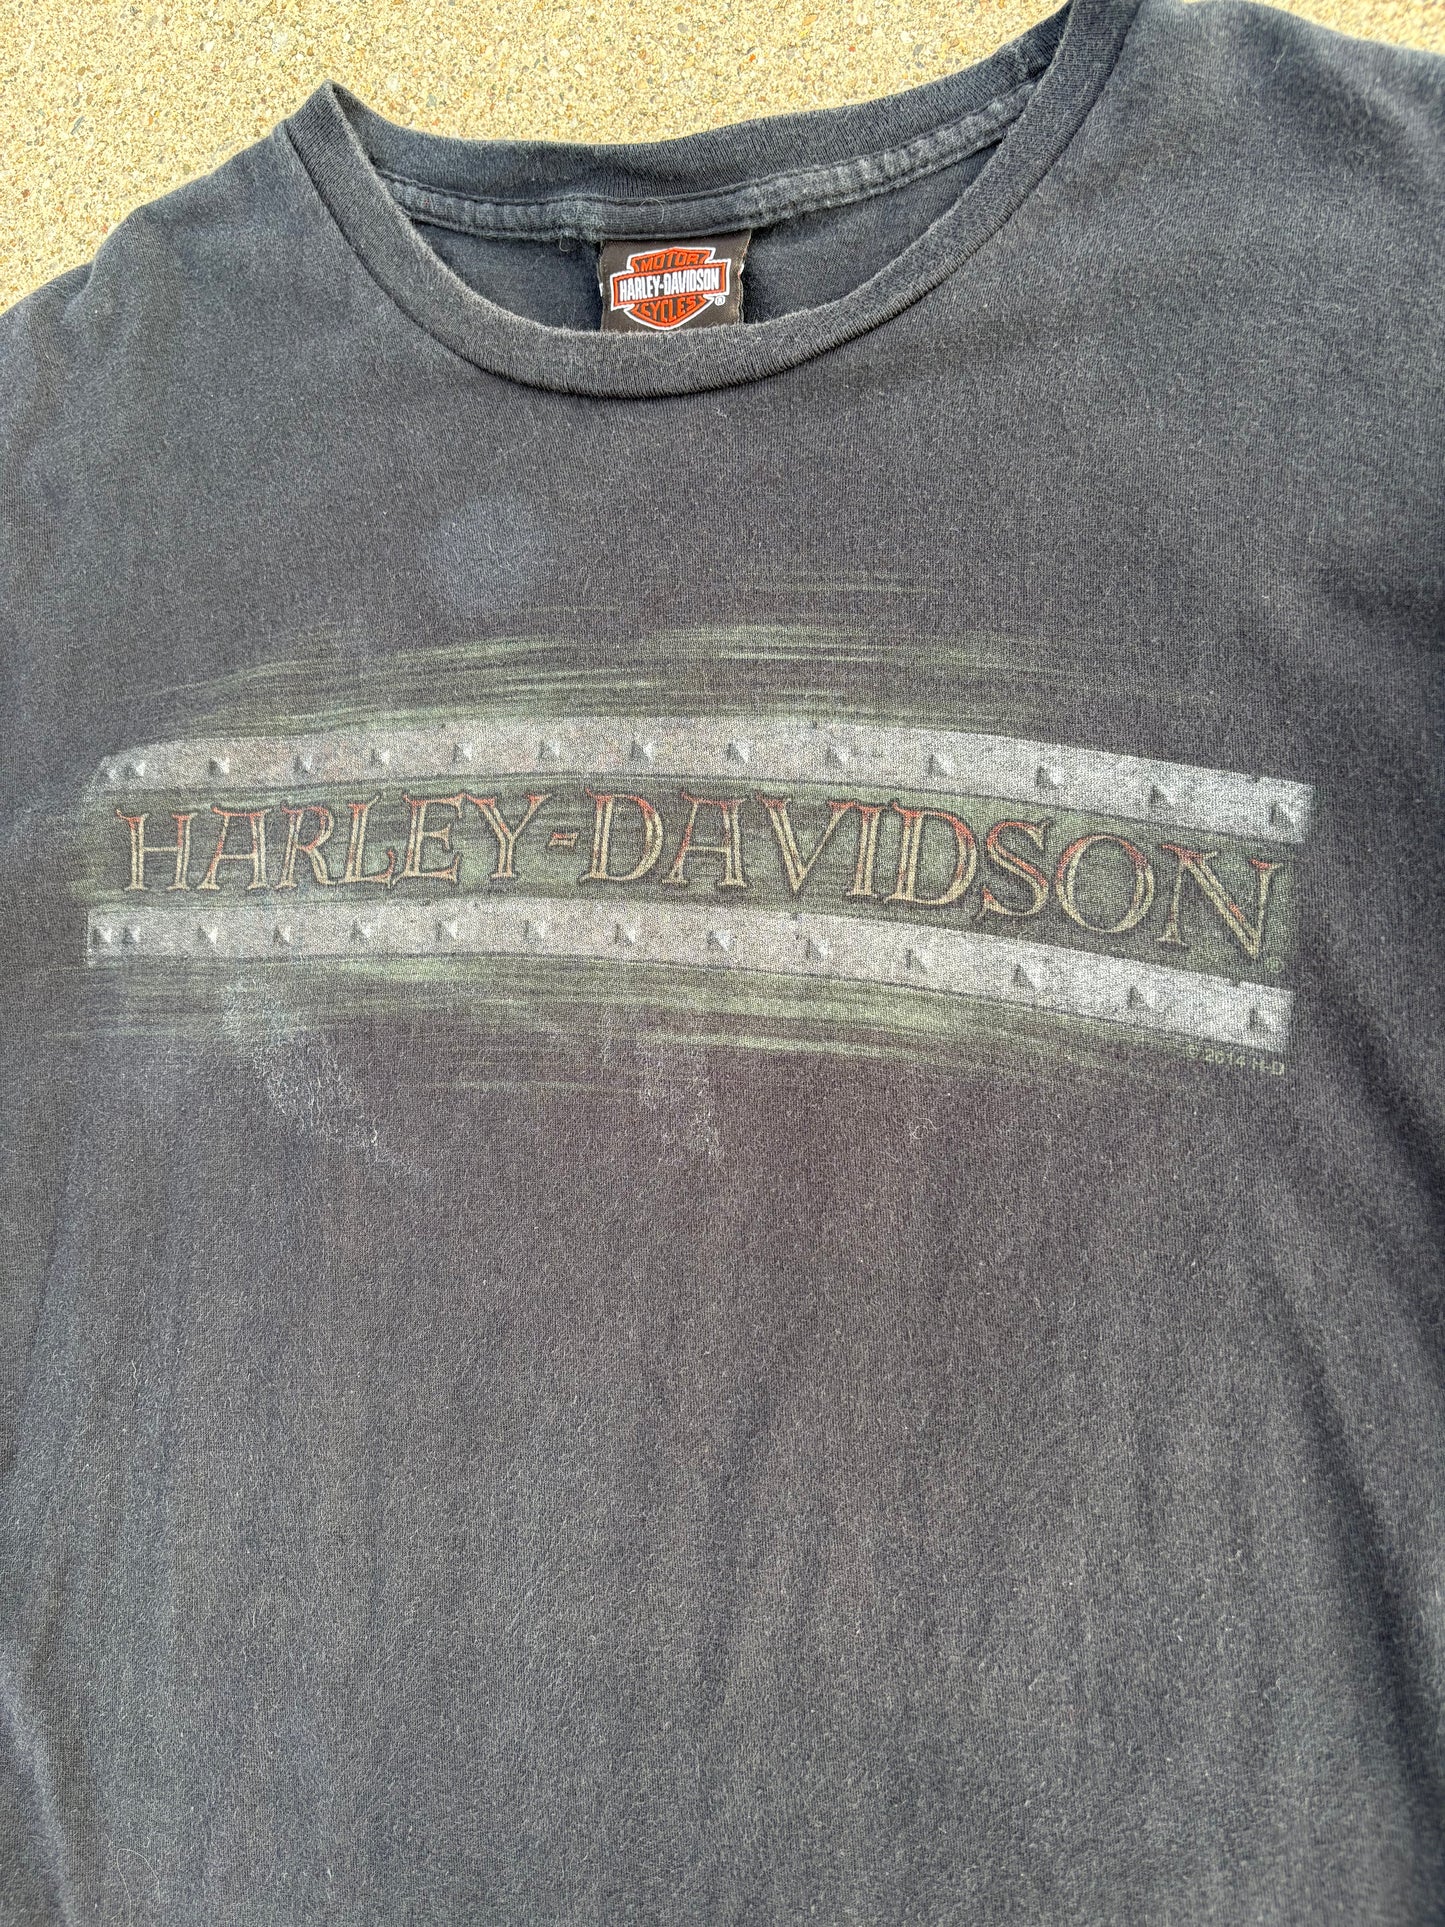 MOTOR
HARLEY-DAVIDSON
CYCLES ®
HARLEY-DAVIDSON®
© 2014 H-D